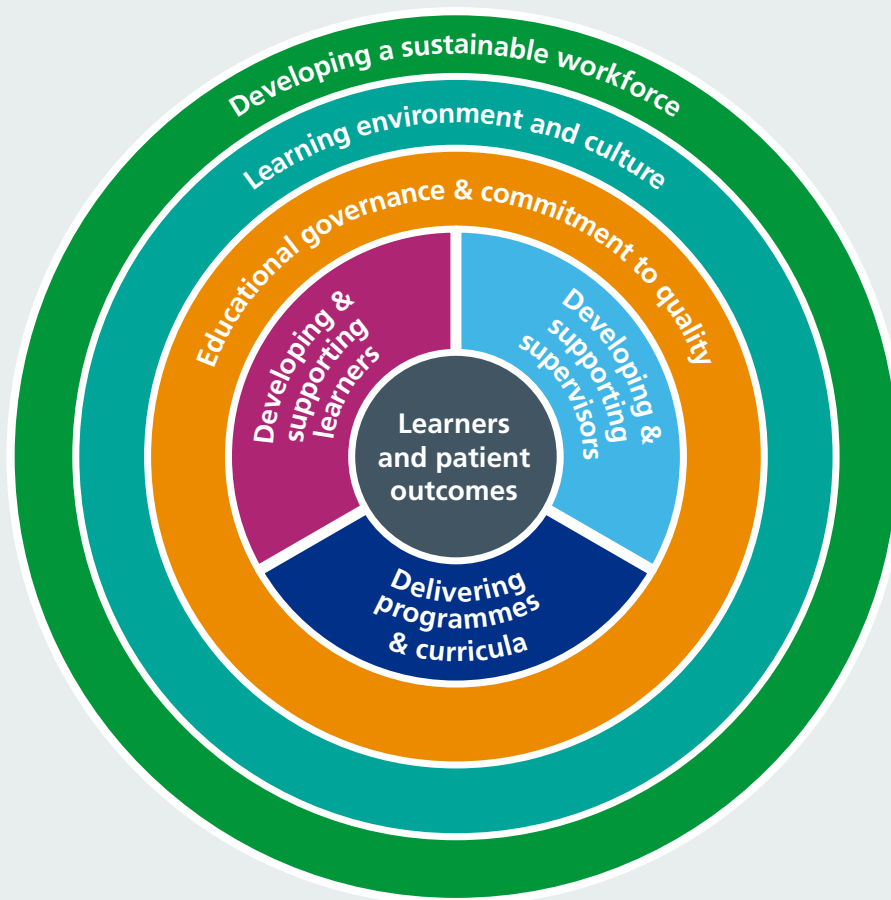 Developing a sustainable workforce
Learning environment and culture
Educational governance & commitment to quality
Developing &
supporting
learners
Developing &
supporting
supervisors
Learners
and patient
outcomes
Delivering
programmes
& curricula